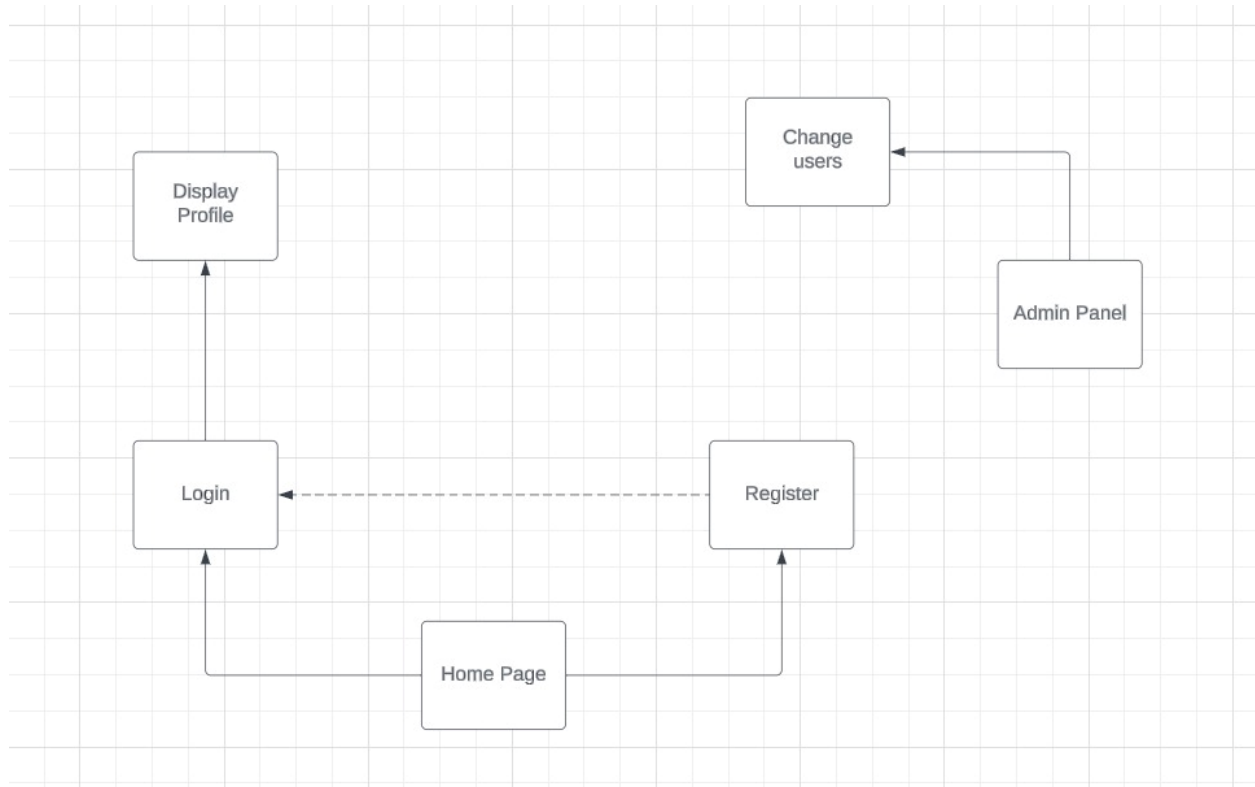 Change
users
Display
Profile
Admin Panel
Login
Register
Home Page